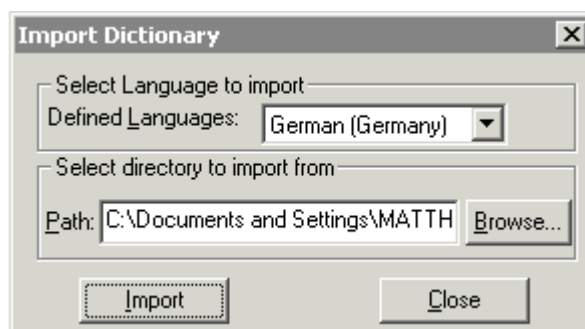 Import Dictionary
Select Language to import
Defined Languages: German (Germany)
Select directory to import from
Path: C:\Documents and Settings\MATTH Browse...
Import Close